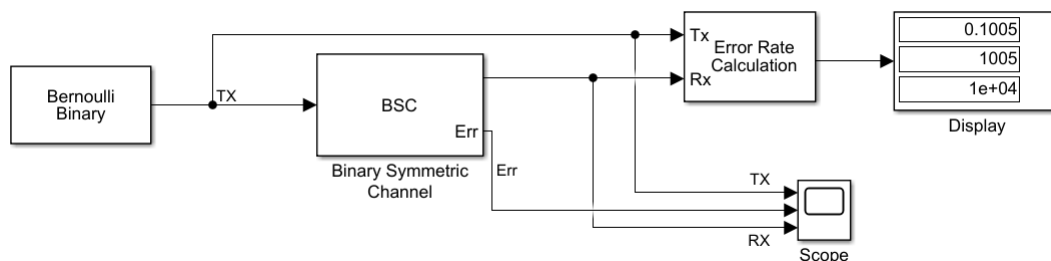 Bernoulli
Binary
TX
BSC
Err
Binary Symmetric
Channel
Err
Tx
Rx
Error Rate
Calculation
0.1005
1005
1e+04
Display
TX
RX
Scope